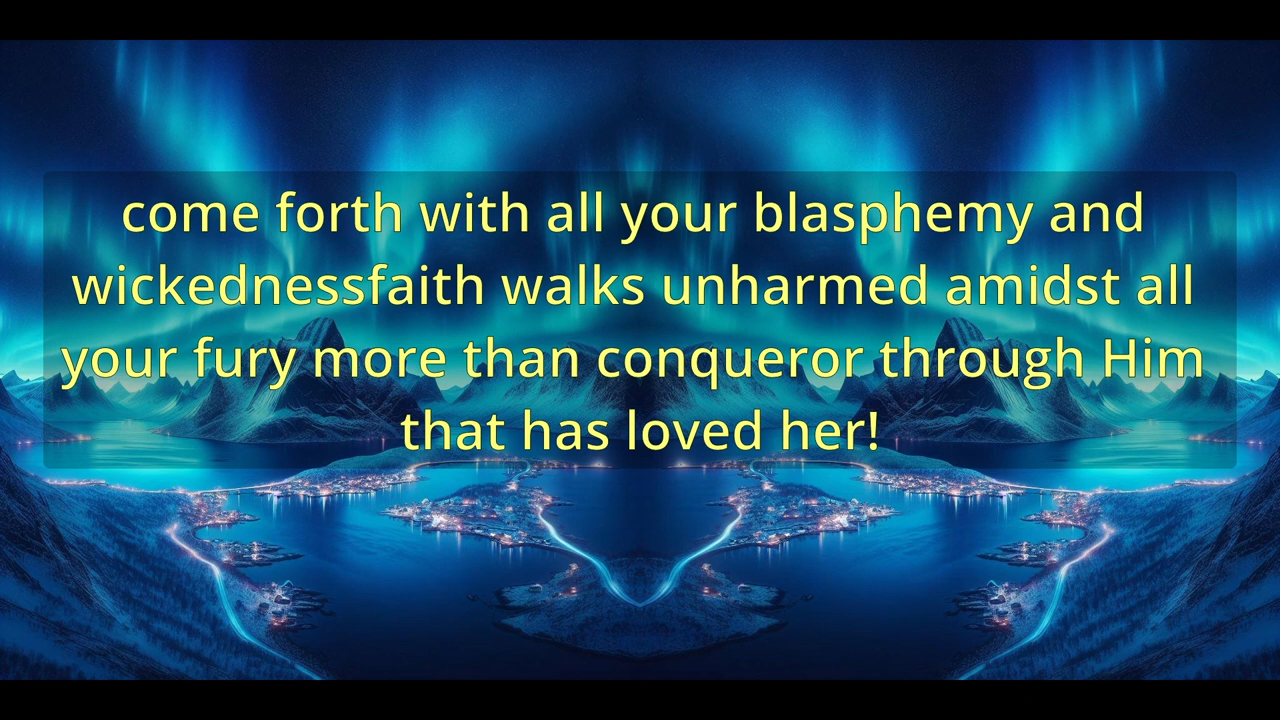 come forth with all your blasphemy and
wickednessfaith walks unharmed amidst all
your fury more than conqueror through Him
that has loved her!